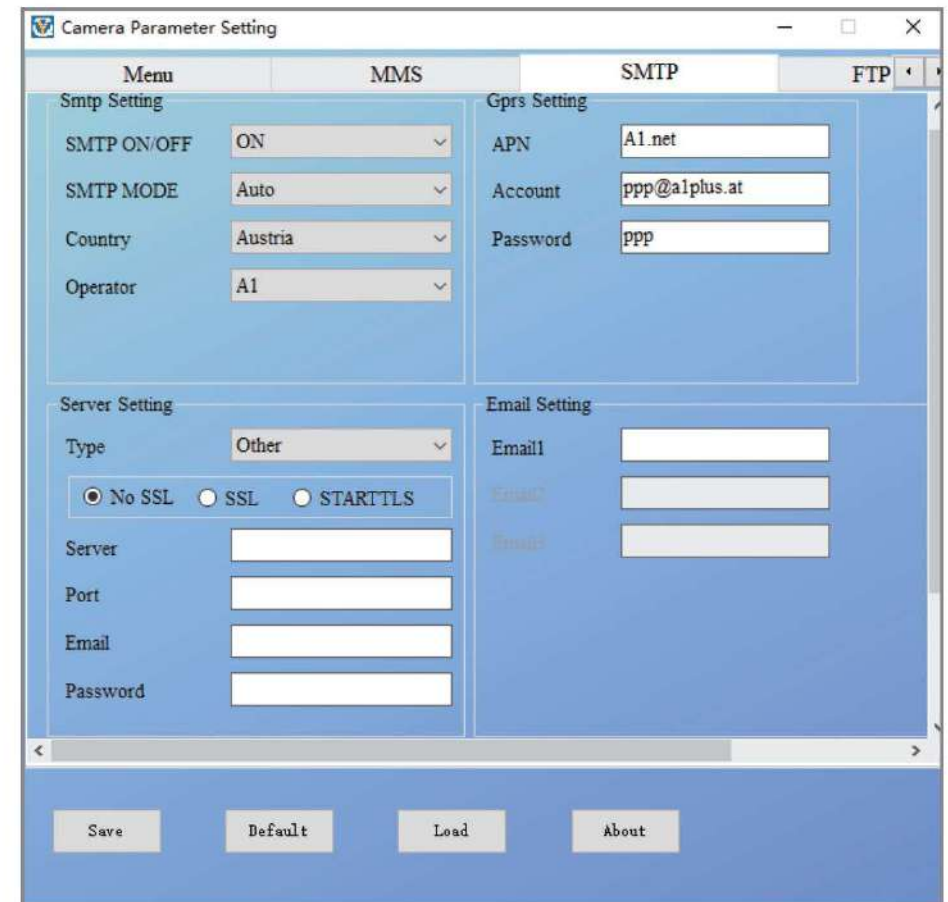 Camera Parameter Setting
Menu MMS SMTP FTP
Smtp Setting
SMTP ON/OFF ON
SMTP MODE Auto
Country Austria
Operator A1
Gprs Setting
APN A1.net
Account ppp@a1plus.at
Password ppp
Server Setting
Type Other
No SSL SSL STARTTLS
Server
Port
Email
Password
Email Setting
Email1
Email2
Save Default Load About